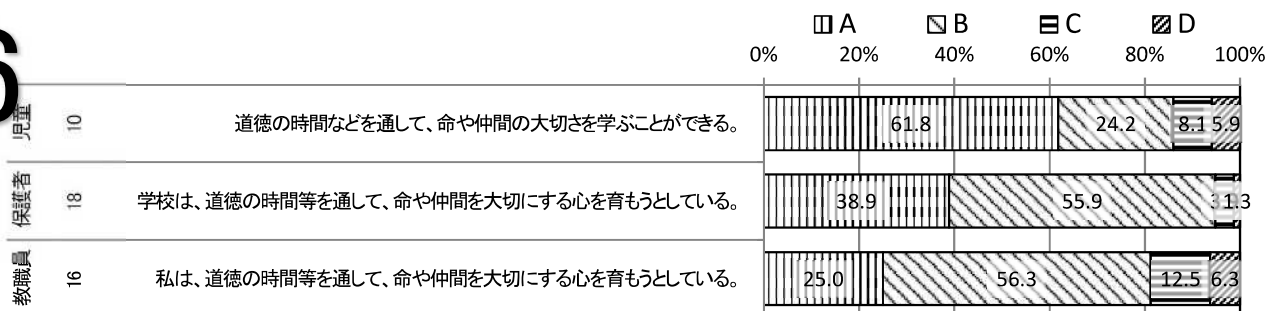 6
A B C D
0% 20% 40% 60% 80% 100%
児童 10 道徳の時間などを通して、命や仲間の大切さを学ぶことができる。 61.8 24.2 8.1 5.9
保護者 18 学校は、道徳の時間等を通して、命や仲間を大切にする心を育もうとしている。 38.9 55.9 1.3
教職員 16 私は、道徳の時間等を通して、命や仲間を大切にする心を育もうとしている。 25.0 56.3 12.5 6.3